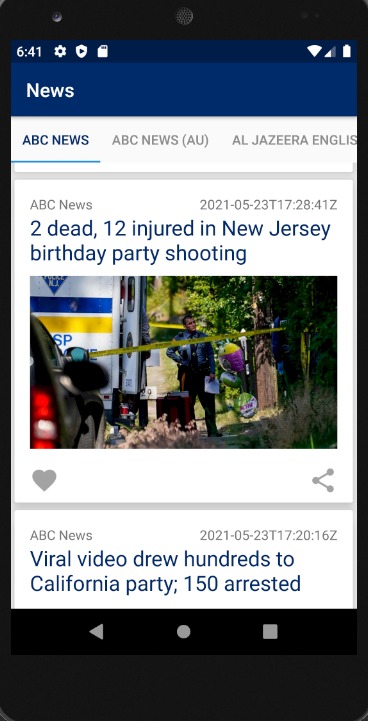 6:41
News
ABC NEWS ABC NEWS (AU) AL JAZEERA ENGLIS
ABC News 2021-05-23T17:28:41Z
2 dead, 12 injured in New Jersey
birthday party shooting
SP
ABC News 2021-05-23T17:20:16Z
Viral video drew hundreds to
California party; 150 arrested